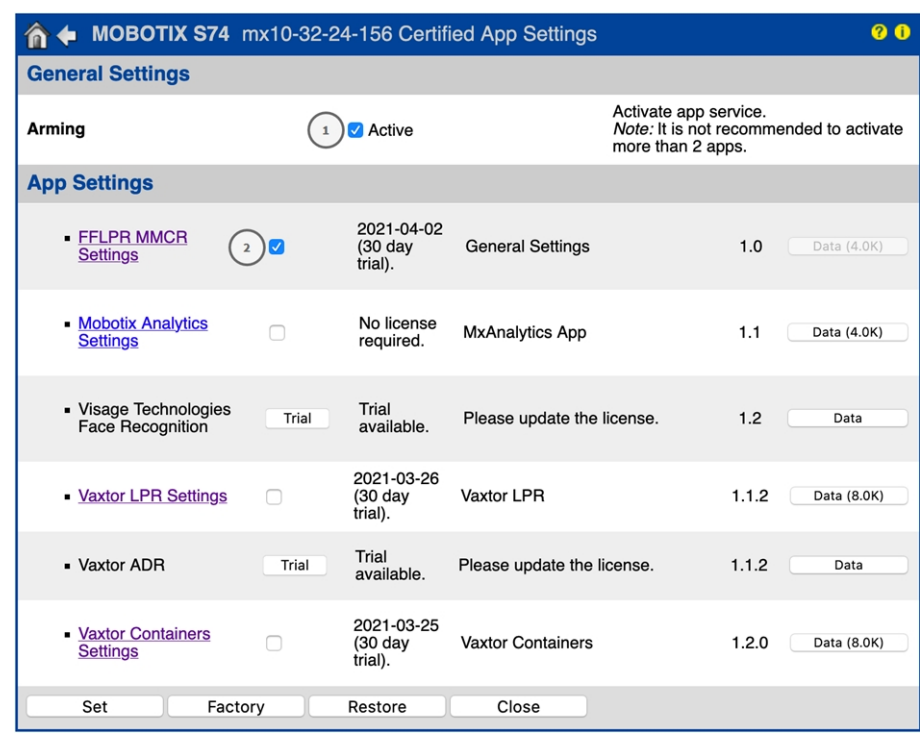 MOBOTIX S74 mx10-32-24-156 Certified App Settings ? i
General Settings
Arming
1
Active
Activate app service.
Note: It is not recommended to activate
more than 2 apps.
App Settings
FFLPR MMCR
Settings
2
2021-04-02
(30 day
trial).
General Settings
1.0
Data (4.0K)
Mobotix Analytics
Settings
No license
required.
MxAnalytics App
1.1
Data (4.0K)
Visage Technologies
Face Recognition
Trial
Trial
available.
Please update the license.
1.2
Data
Vaxtor LPR Settings
2021-03-26
(30 day
trial).
Vaxtor LPR
1.1.2
Data (8.0K)
Vaxtor ADR
Trial
Trial
available.
Please update the license.
1.1.2
Data
Vaxtor Containers
Settings
2021-03-25
(30 day
trial).
Vaxtor Containers
1.2.0
Data (8.0K)
Set Factory Restore Close